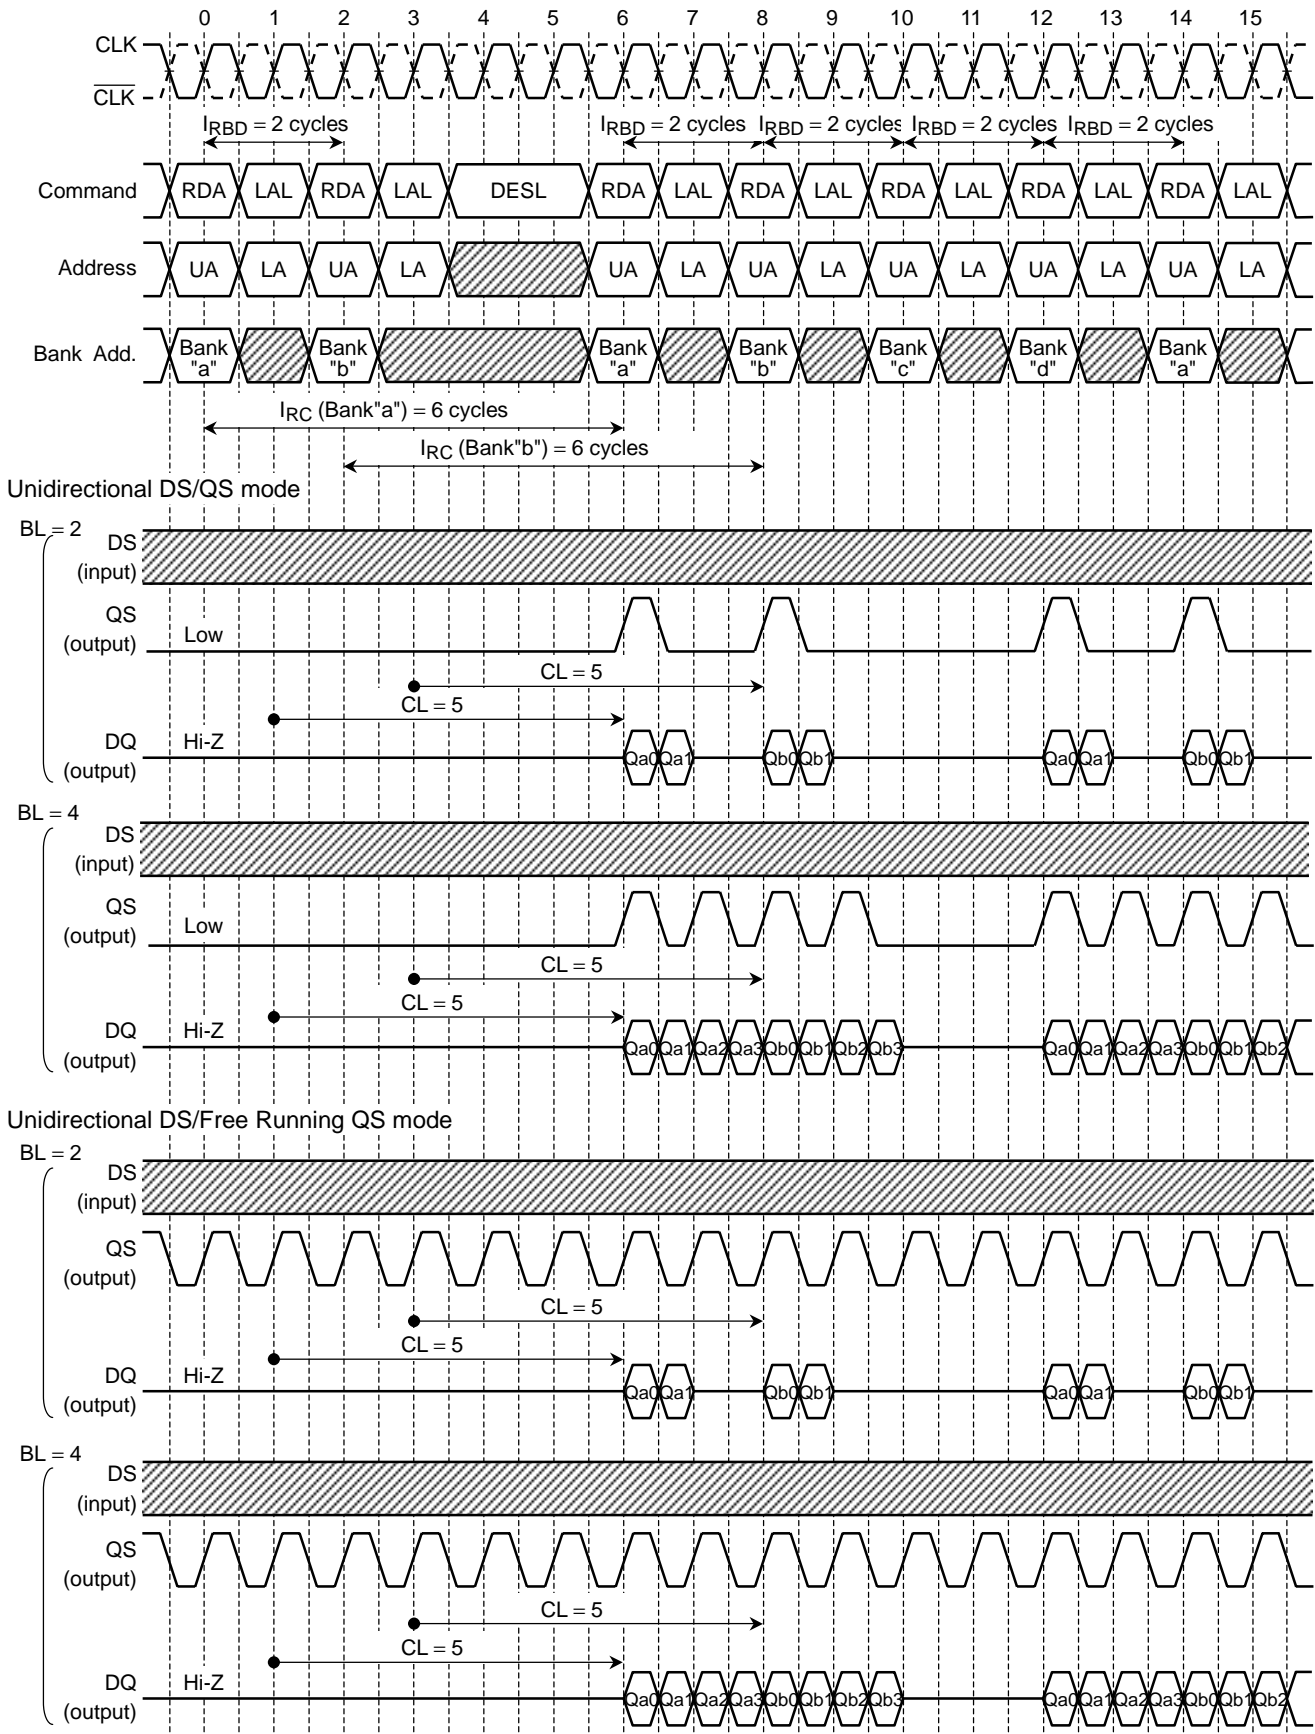 0 1 2 3 4 5 6 7 8 9 10 11 12 13 14 15
CLK
CLK
IRBD = 2 cycles IRBD = 2 cycles IRBD = 2 cycles IRBD = 2 cycles IRBD = 2 cycles
Command RDA LAL RDA LAL DESL RDA LAL RDA LAL RDA LAL RDA LAL RDA LAL
Address UA LA UA LA UA LA UA LA UA LA UA LA UA LA
Bank Add. Bank "a" Bank "b" Bank "a" Bank "b" Bank "c" Bank "d" Bank "a"
IRC (Bank"a") = 6 cycles
IRC (Bank"b") = 6 cycles
Unidirectional DS/QS mode
BL = 2
DS
(input)
QS
(output)
Low
CL = 5
CL = 5
DQ
(output)
Hi-Z
Qa0 Qa1 Qb0 Qb1 Qa0 Qa1 Qb0 Qb1
BL = 4
DS
(input)
QS
(output)
Low
CL = 5
CL = 5
DQ
(output)
Hi-Z
Qa0 Qa1 Qa2 Qa3 Qb0 Qb1 Qb2 Qb3 Qa0 Qa1 Qa2 Qa3 Qb0 Qb1 Qb2
Unidirectional DS/Free Running QS mode
BL = 2
DS
(input)
QS
(output)
CL = 5
CL = 5
DQ
(output)
Hi-Z
Qa0 Qa1 Qb0 Qb1 Qa0 Qa1 Qb0 Qb1
BL = 4
DS
(input)
QS
(output)
CL = 5
CL = 5
DQ
(output)
Hi-Z
Qa0 Qa1 Qa2 Qa3 Qb0 Qb1 Qb2 Qb3 Qa0 Qa1 Qa2 Qa3 Qb0 Qb1 Qb2